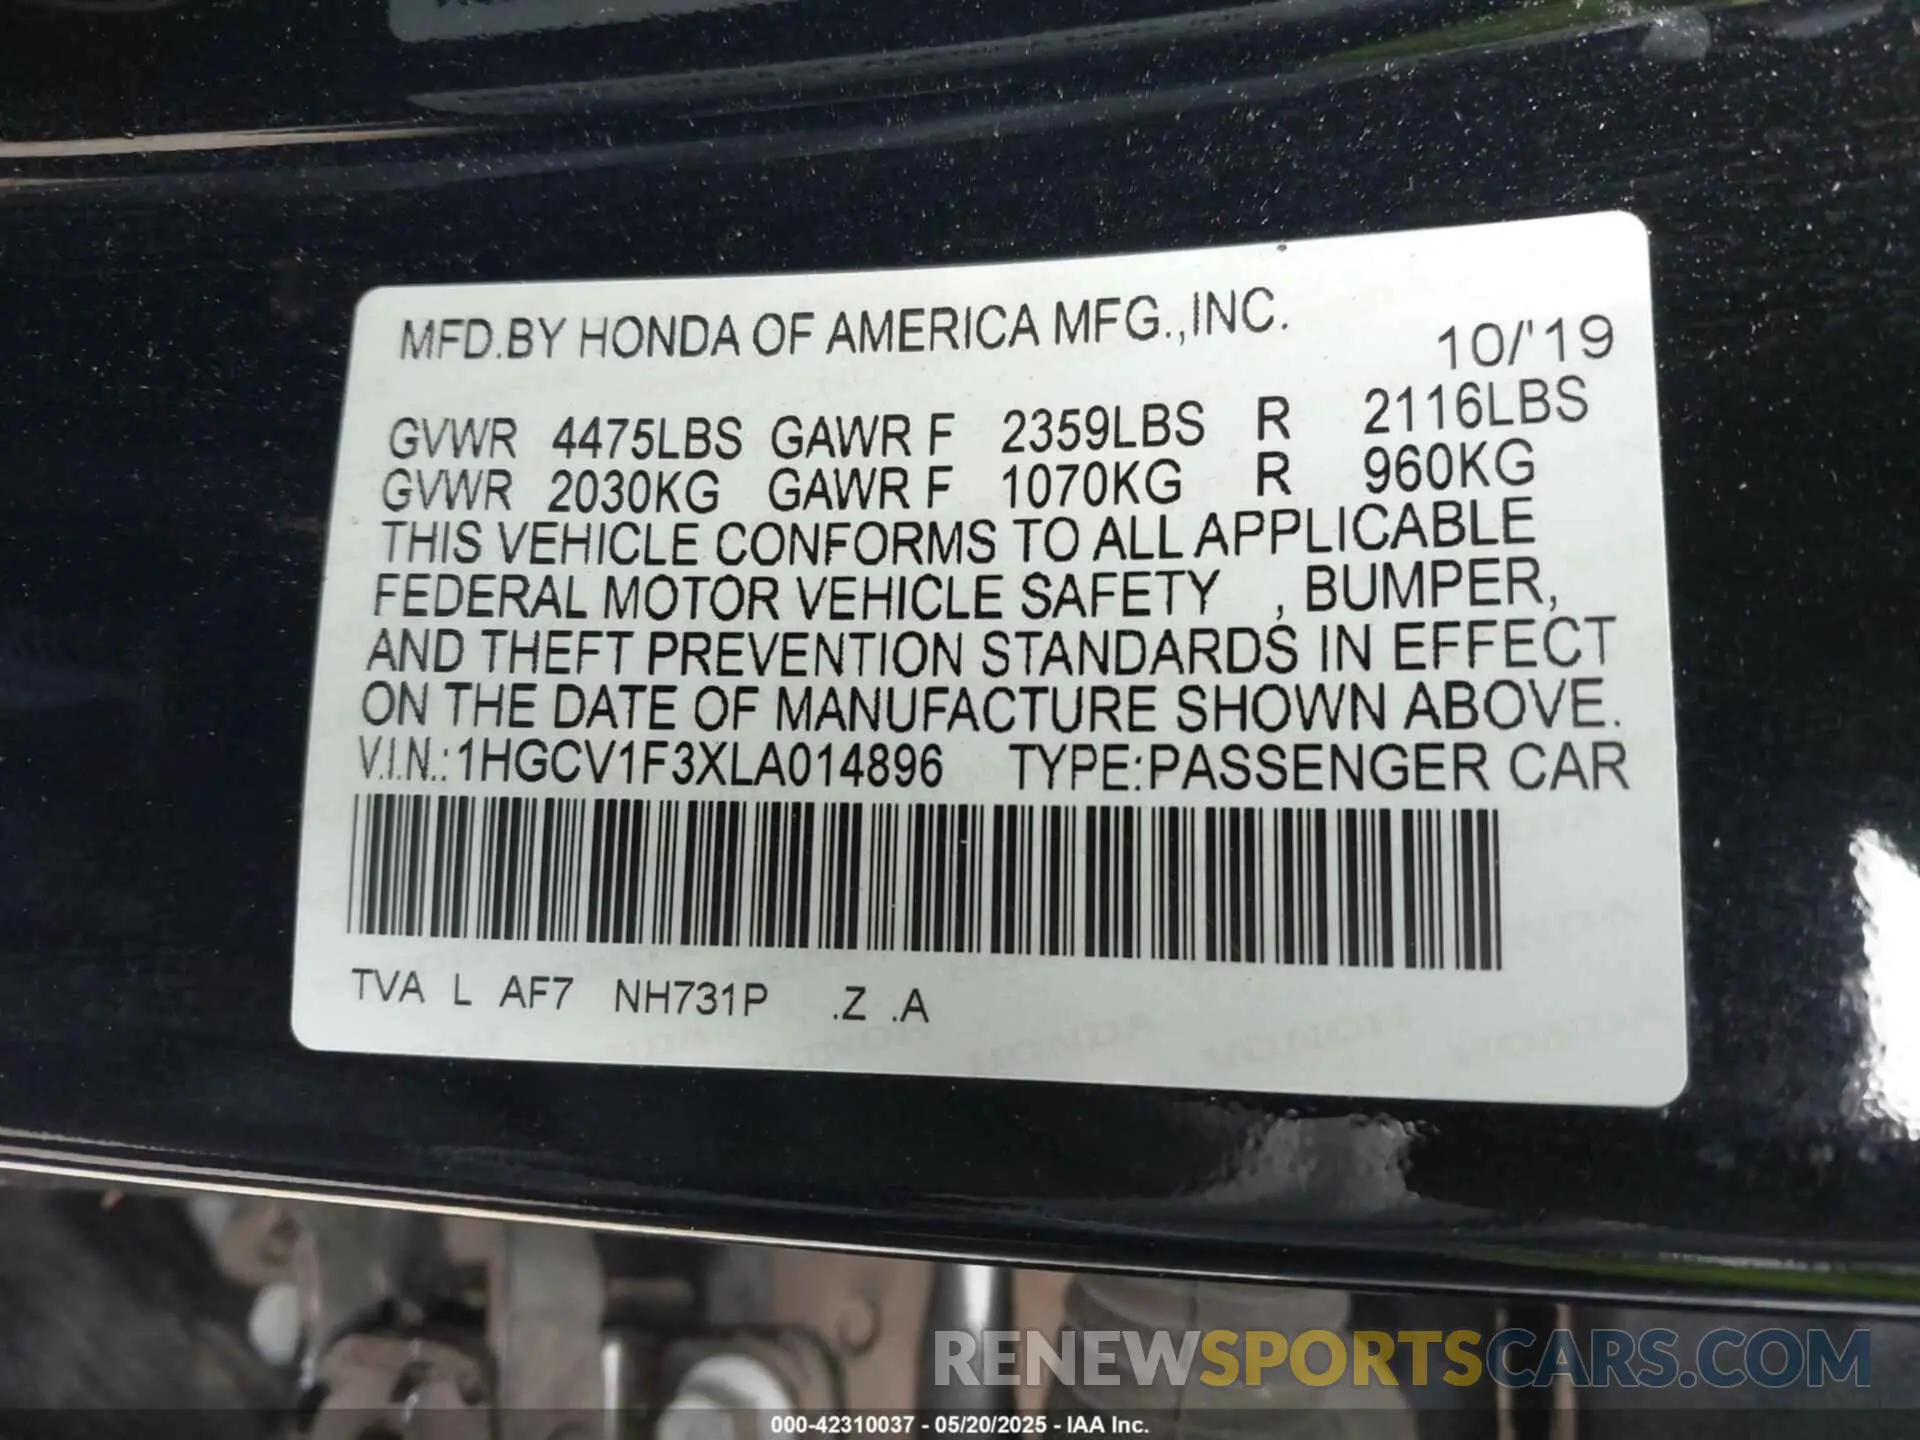 MFD.BY HONDA OF AMERICA MFG.,INC. 10/'19
GVWR 4475LBS GAWR F 2359LBS R 2116LBS
GVWR 2030KG GAWR F 1070KG R 960KG
THIS VEHICLE CONFORMS TO ALL APPLICABLE
FEDERAL MOTOR VEHICLE SAFETY , BUMPER,
AND THEFT PREVENTION STANDARDS IN EFFECT
ON THE DATE OF MANUFACTURE SHOWN ABOVE.
V.I.N.:1HGCV1F3XLA014896 TYPE:PASSENGER CAR
TVA L AF7 NH731P .Z .A
RENEWSPORTSCARS.COM
000-42310037 - 05/20/2025 - IAA Inc.